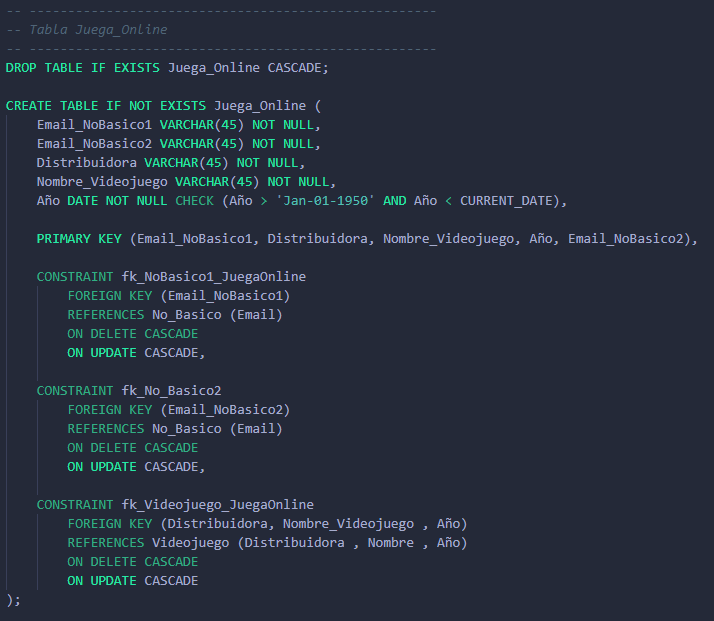 -- -----------------------------------------------------
-- Tabla Juega_Online
-- -----------------------------------------------------
DROP TABLE IF EXISTS Juega_Online CASCADE;

CREATE TABLE IF NOT EXISTS Juega_Online (
    Email_NoBasico1 VARCHAR(45) NOT NULL,
    Email_NoBasico2 VARCHAR(45) NOT NULL,
    Distribuidora VARCHAR(45) NOT NULL,
    Nombre_Videojuego VARCHAR(45) NOT NULL,
    Año DATE NOT NULL CHECK (Año > 'Jan-01-1950' AND Año < CURRENT_DATE),

    PRIMARY KEY (Email_NoBasico1, Distribuidora, Nombre_Videojuego, Año, Email_NoBasico2),

    CONSTRAINT fk_NoBasico1_JuegaOnline
        FOREIGN KEY (Email_NoBasico1)
        REFERENCES No_Basico (Email)
        ON DELETE CASCADE
        ON UPDATE CASCADE,

    CONSTRAINT fk_No_Basico2
        FOREIGN KEY (Email_NoBasico2)
        REFERENCES No_Basico (Email)
        ON DELETE CASCADE
        ON UPDATE CASCADE,

    CONSTRAINT fk_Videojuego_JuegaOnline
        FOREIGN KEY (Distribuidora, Nombre_Videojuego , Año)
        REFERENCES Videojuego (Distribuidora , Nombre , Año)
        ON DELETE CASCADE
        ON UPDATE CASCADE
);